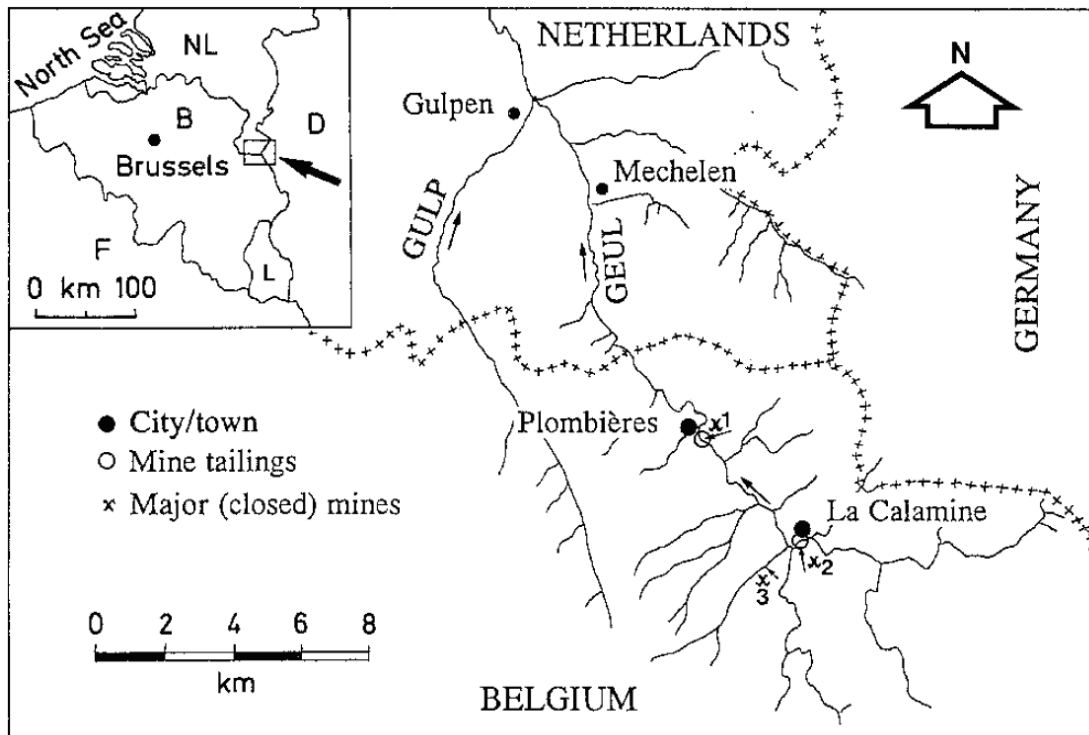 North Sea
NL
B
D
Brussels
F
L
0 km 100
NETHERLANDS
N
Gulpen
Mechelen
GULP
GEUL
GERMANY
Plombières
x1
La Calamine
x2
x
3
● City/town
○ Mine tailings
x Major (closed) mines
0 2 4 6 8
km
BELGIUM